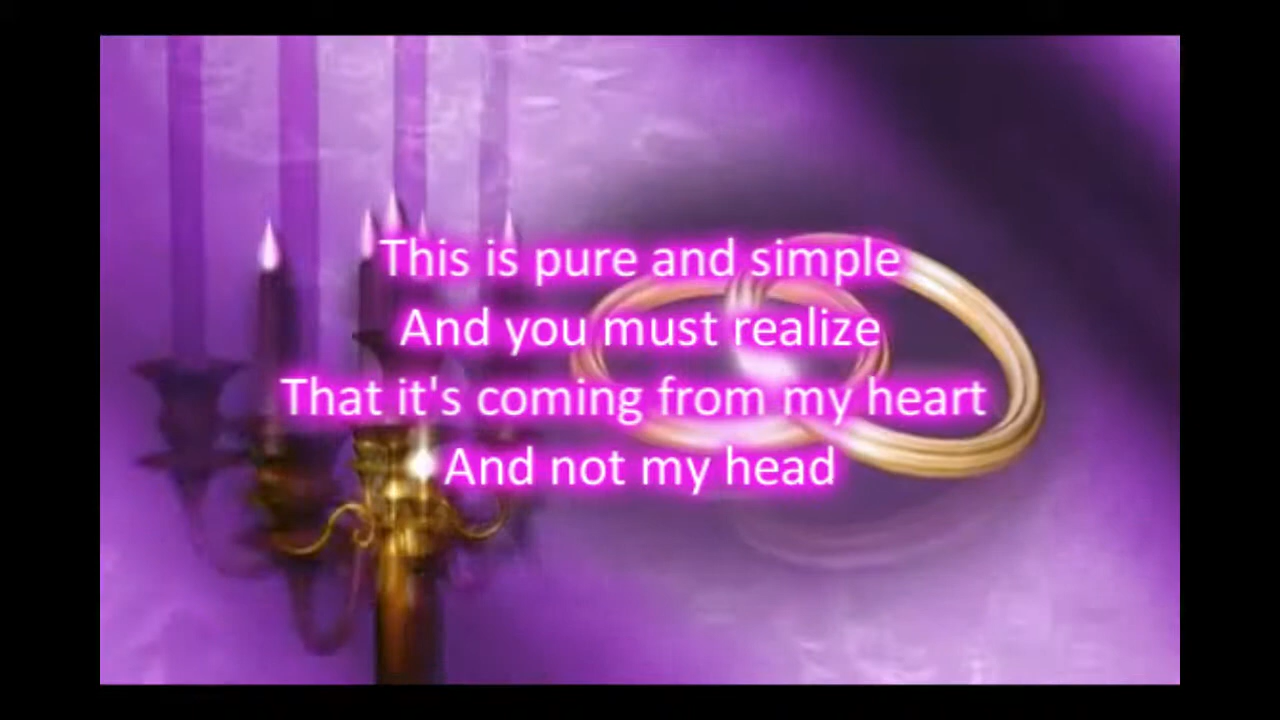 This is pure and simple
And you must realize
That it's coming from my heart
And not my head